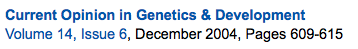 Current Opinion in Genetics & Development
Volume 14, Issue 6, December 2004, Pages 609-615